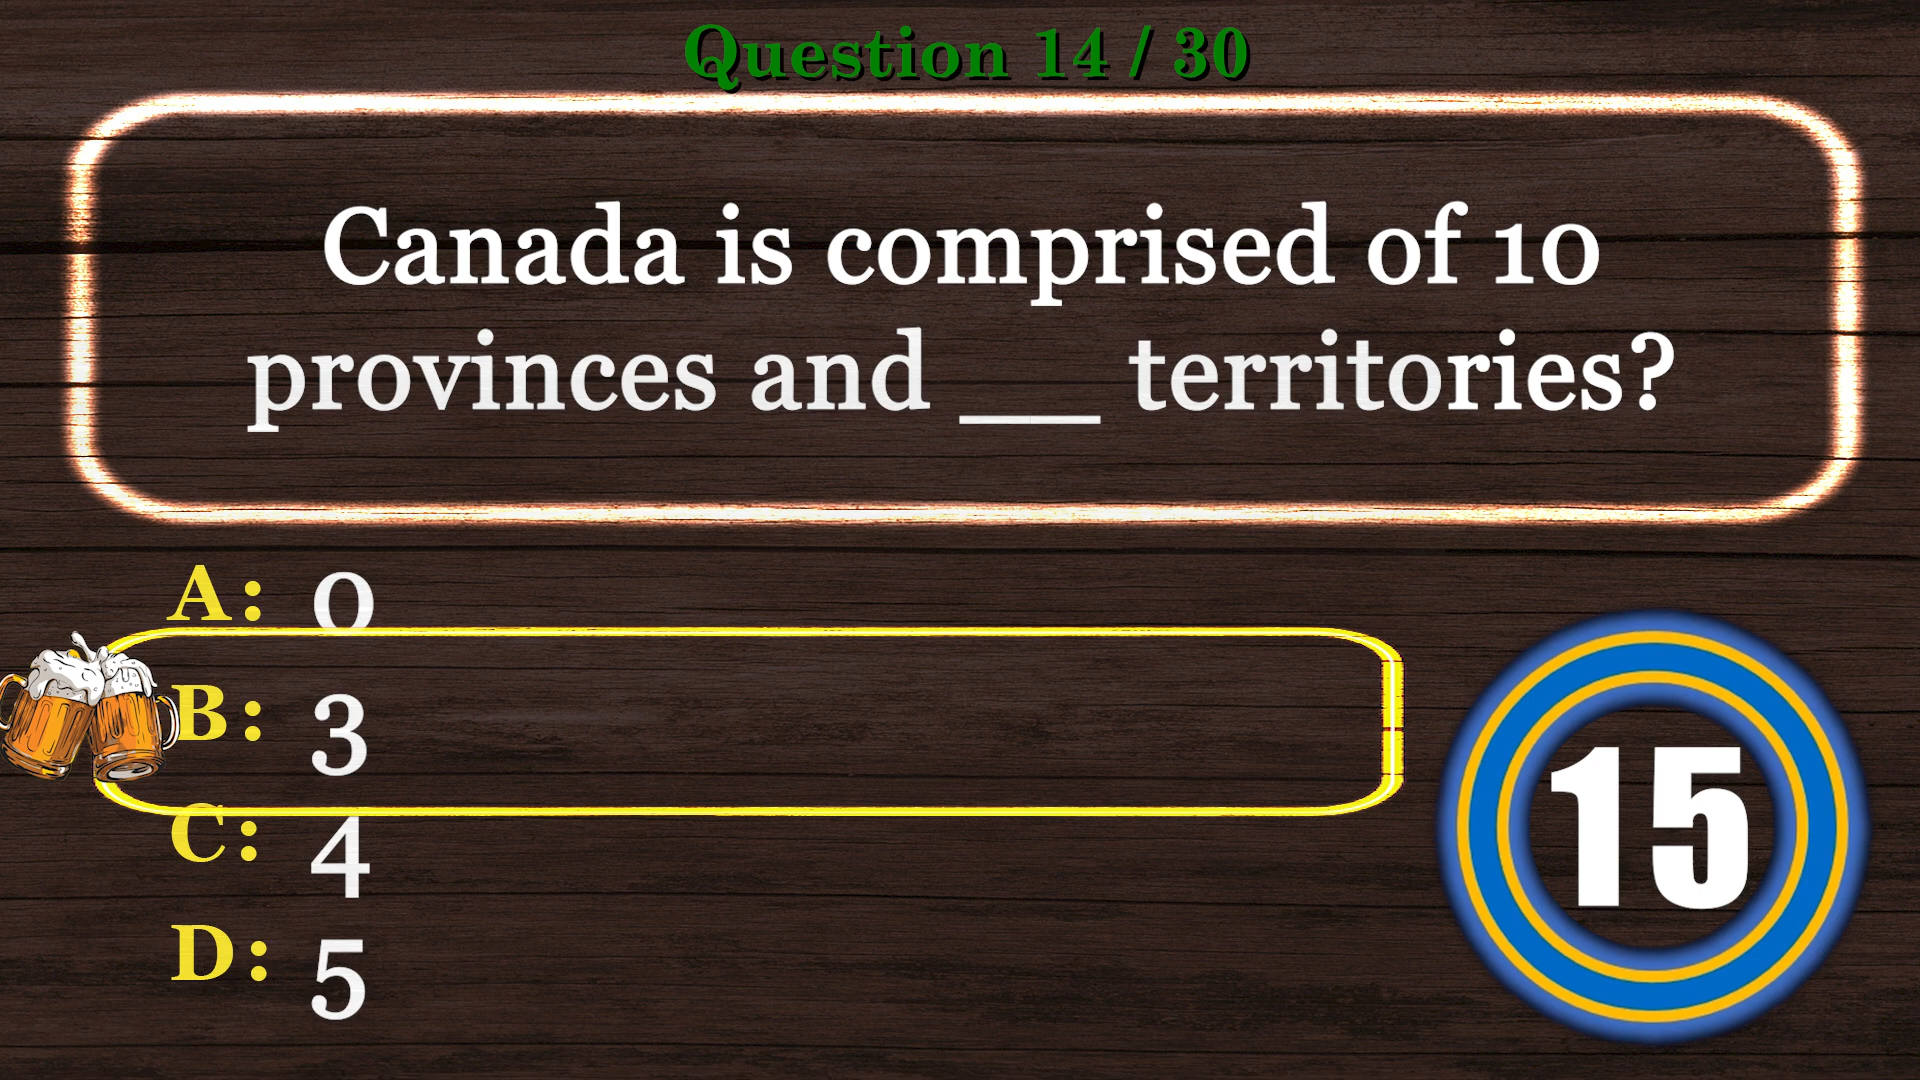 Question 14 / 30
Canada is comprised of 10
provinces and __ territories?
A: 0
B: 3
C: 4
D: 5
15